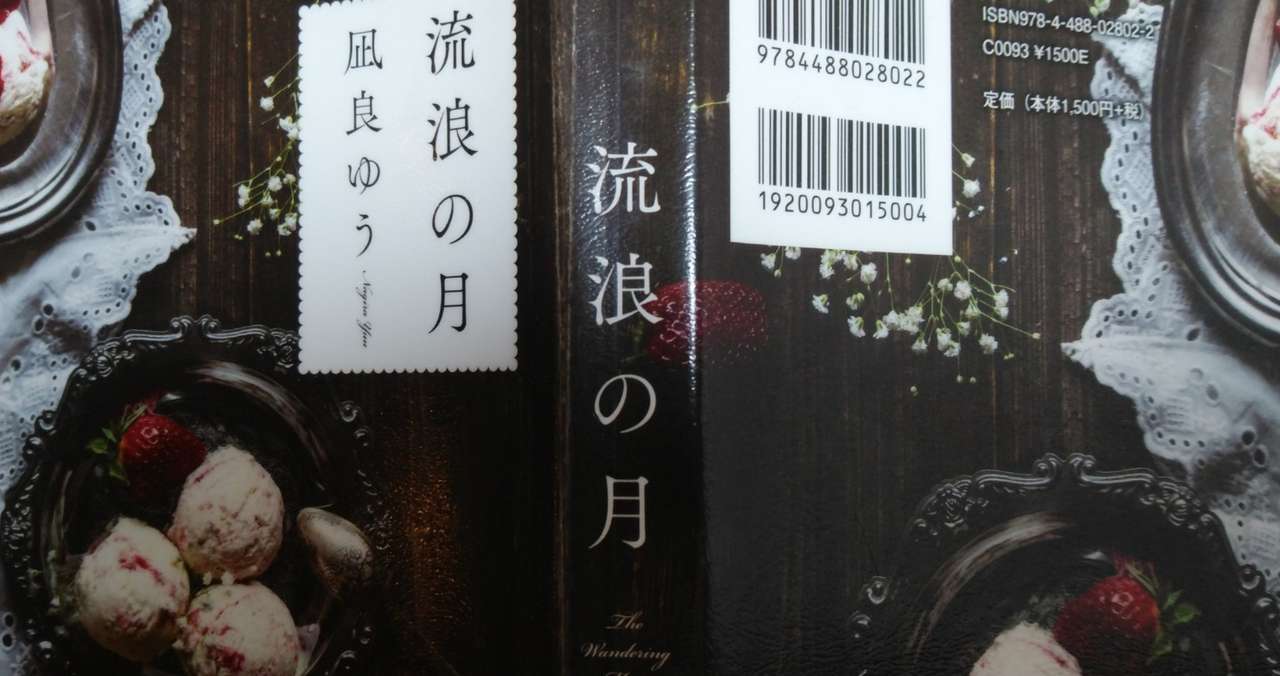 流浪の月
凪良ゆう
Nagira Yuu
流浪の月
The
Wandering
9784488028022
1920093015004
ISBN978-4-488-02802-2
C0093 ¥1500E
定価（本体1,500円+税）